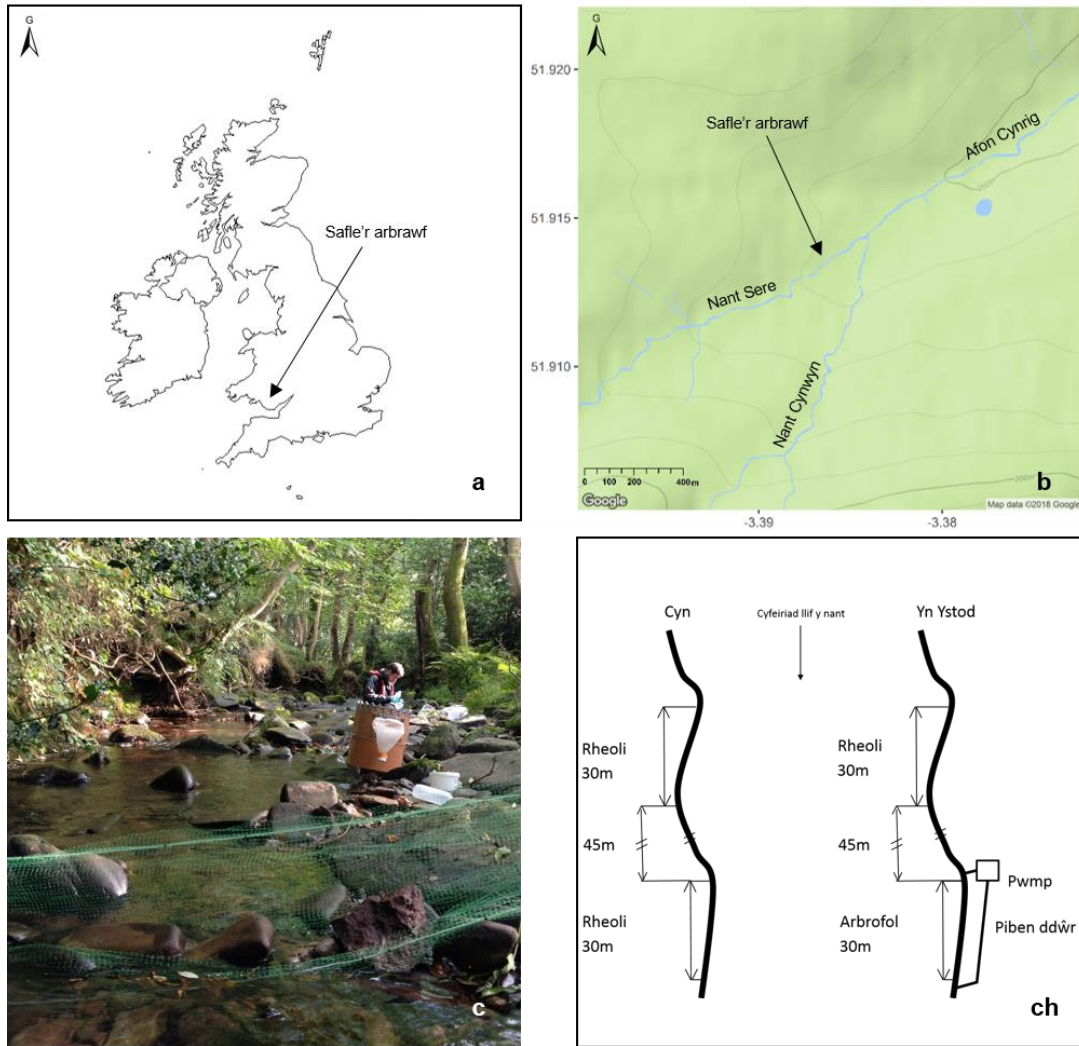 G
Safle'r arbrawf
a
G
51.920
51.915
51.910
Safle'r arbrawf
Afon Cynrig
200m
Nant Sere
Nant Cynwyn
0 100 200 400m
Google
300m
Map data ©2018 Google
b
-3.39
-3.38
c
Cyn
Cyfeiriad llif y nant
Yn Ystod
Rheoli
30m
45m
Rheoli
30m
Rheoli
30m
45m
Pwmp
Arbrofol
30m
Piben ddŵr
ch